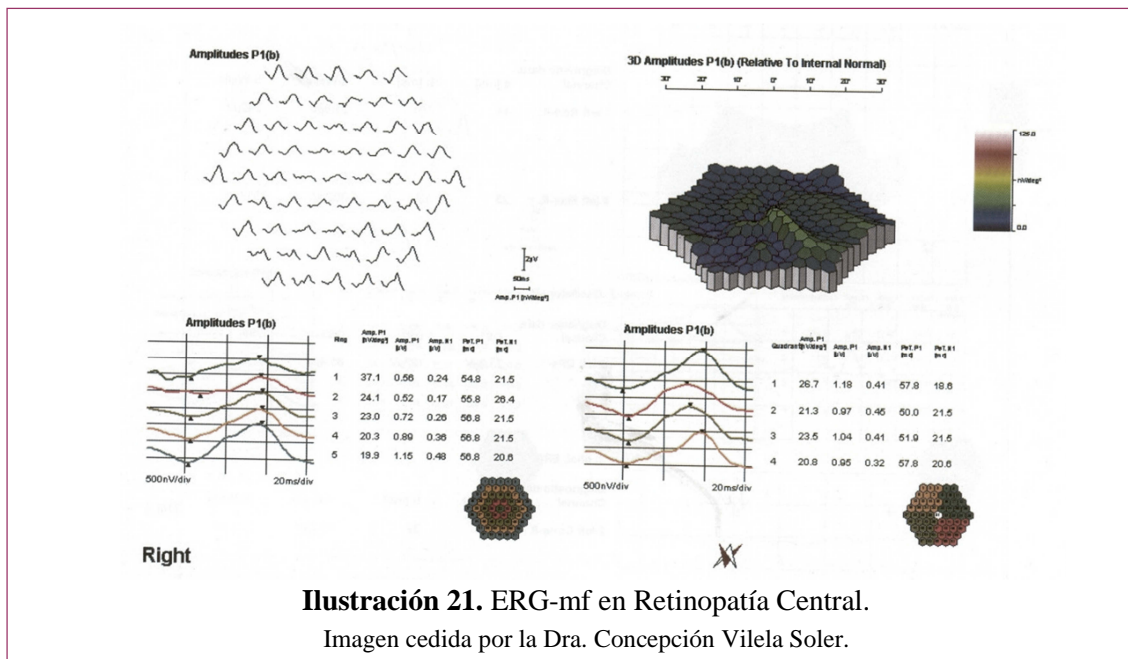 Amplitudes P1(b)
3D Amplitudes P1(b) (Relative To Internal Normal)
30° 20° 10° 0° 10° 20° 30°
125.0
nV/deg²
0.0
2µV
60ms
Amp. P1 [nV/deg²]
Amplitudes P1(b)
Ring Amp. P1 [nV/deg²] Amp. P1 [µV] Amp. N1 [µV] PeT. P1 [ms] PeT. N1 [ms]
1 37.1 0.56 0.24 54.8 21.5
2 24.1 0.52 0.17 55.8 26.4
3 23.0 0.72 0.26 56.8 21.5
4 20.3 0.89 0.36 56.8 21.5
5 19.9 1.15 0.48 56.8 20.6
500nV/div 20ms/div
Amplitudes P1(b)
Quadrant Amp. P1 [nV/deg²] Amp. P1 [µV] Amp. N1 [µV] PeT. P1 [ms] PeT. N1 [ms]
1 26.7 1.18 0.41 57.8 18.6
2 21.3 0.97 0.45 50.0 21.5
3 23.5 1.04 0.41 51.9 21.5
4 20.8 0.95 0.32 57.8 20.6
500nV/div 20ms/div
Right
Ilustración 21. ERG-mf en Retinopatía Central.
Imagen cedida por la Dra. Concepción Vilela Soler.